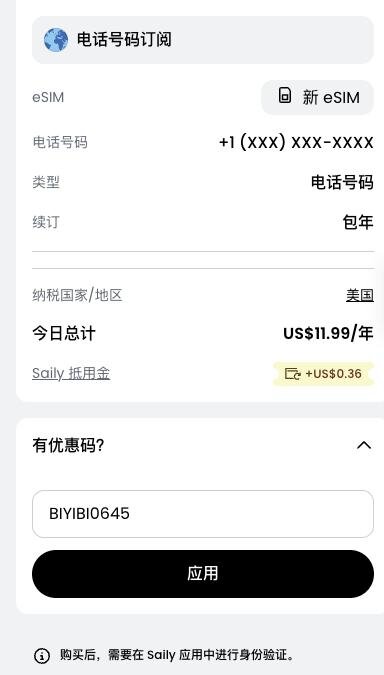 电话号码订阅
eSIM 新 eSIM
电话号码 +1 (XXX) XXX-XXXX
类型 电话号码
续订 包年
纳税国家/地区 美国
今日总计 US$11.99/年
Saily 抵用金 +US$0.36
有优惠码?
BIYIBI0645
应用
购买后，需要在 Saily 应用中进行身份验证。